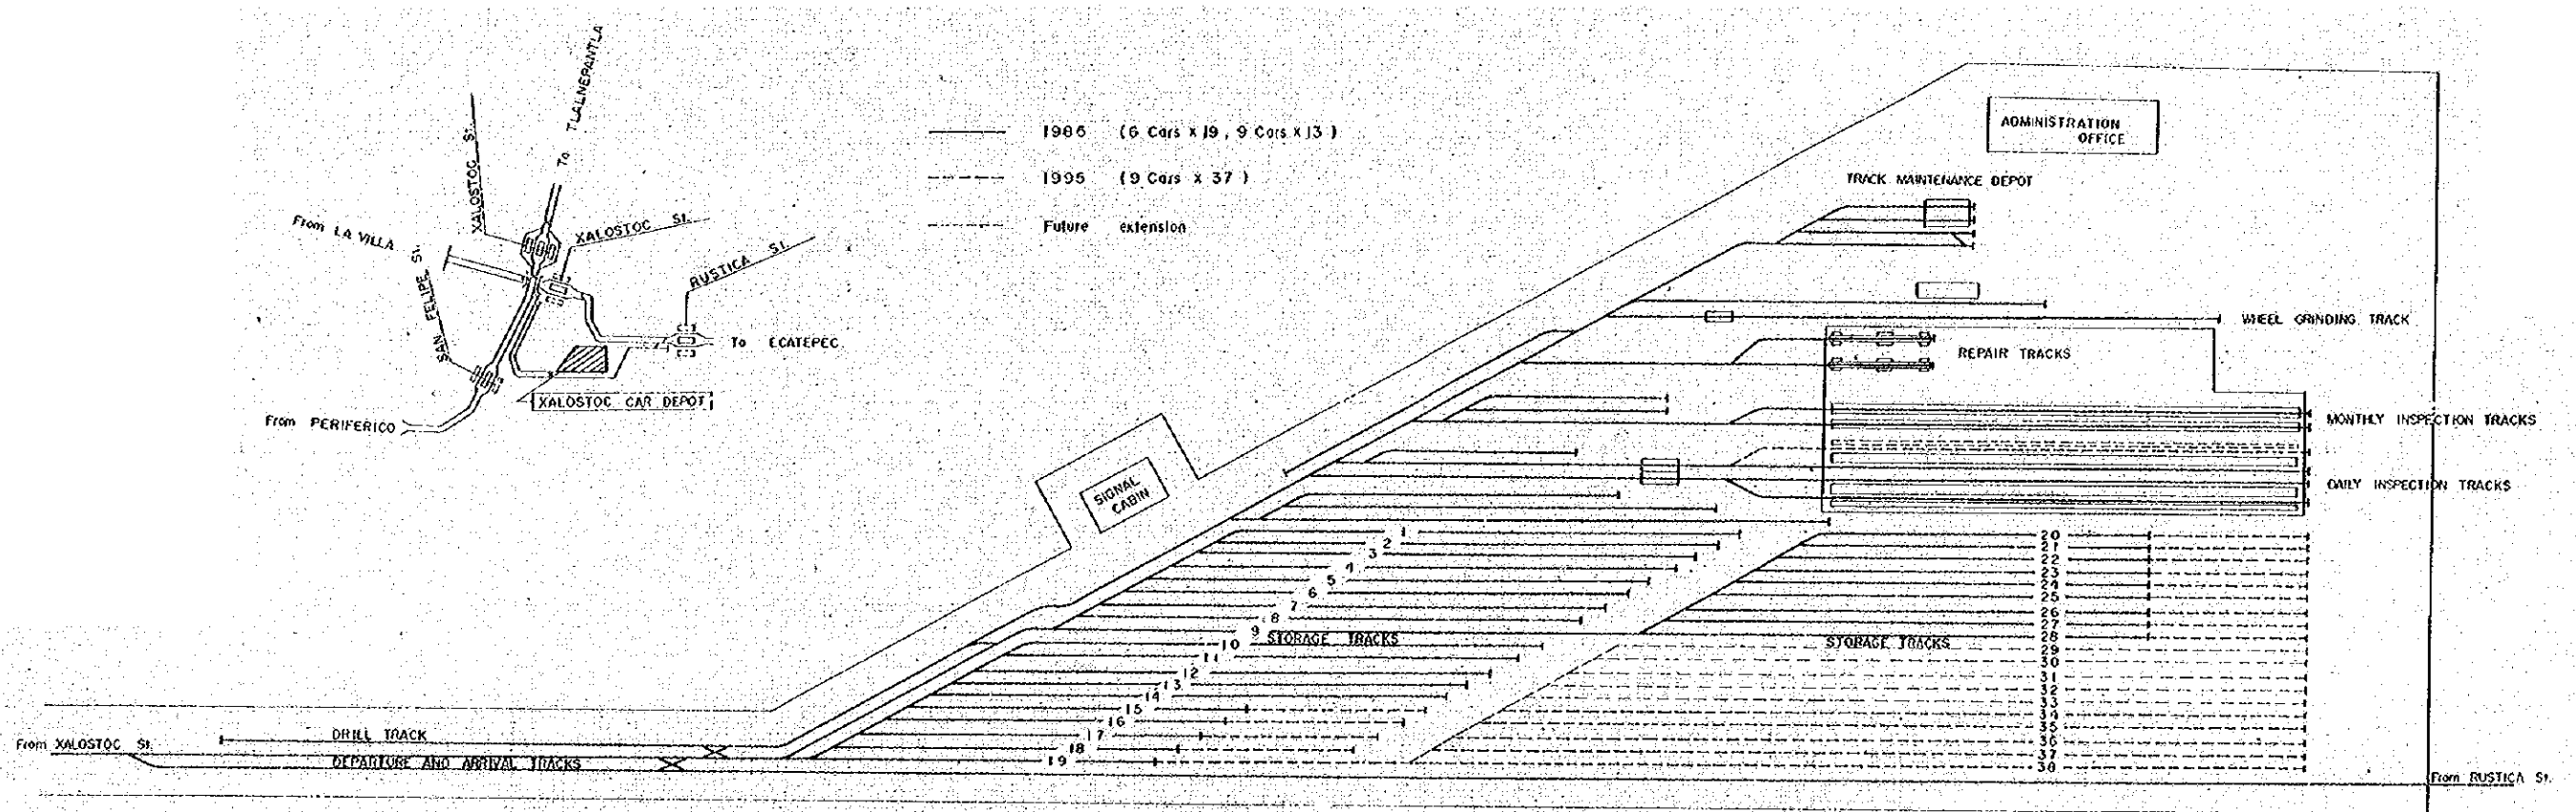 To TLALNEPANTLA
XALOSTOC St.
From LA VILLA
XALOSTOC St.
SAN FELIPE St.
RUSTICA St.
To ECATEPEC
XALOSTOC CAR DEPOT
From PERIFERICO
1986 (6 Cars x 19, 9 Cars x 13)
1995 (9 Cars x 37)
Future extension
ADMINISTRATION
OFFICE
TRACK MAINTENANCE DEPOT
WHEEL GRINDING TRACK
REPAIR TRACKS
MONTHLY INSPECTION TRACKS
DAILY INSPECTION TRACKS
SIGNAL
CABIN
1
2
3
4
5
6
7
8
9 STORAGE TRACKS
10
11
12
13
14
15
16
17
18
19
20
21
22
23
24
25
26
27
28
STORAGE TRACKS
29
30
31
32
33
34
35
36
37
38
From XALOSTOC St.
DRILL TRACK
DEPARTURE AND ARRIVAL TRACKS
From RUSTICA St.